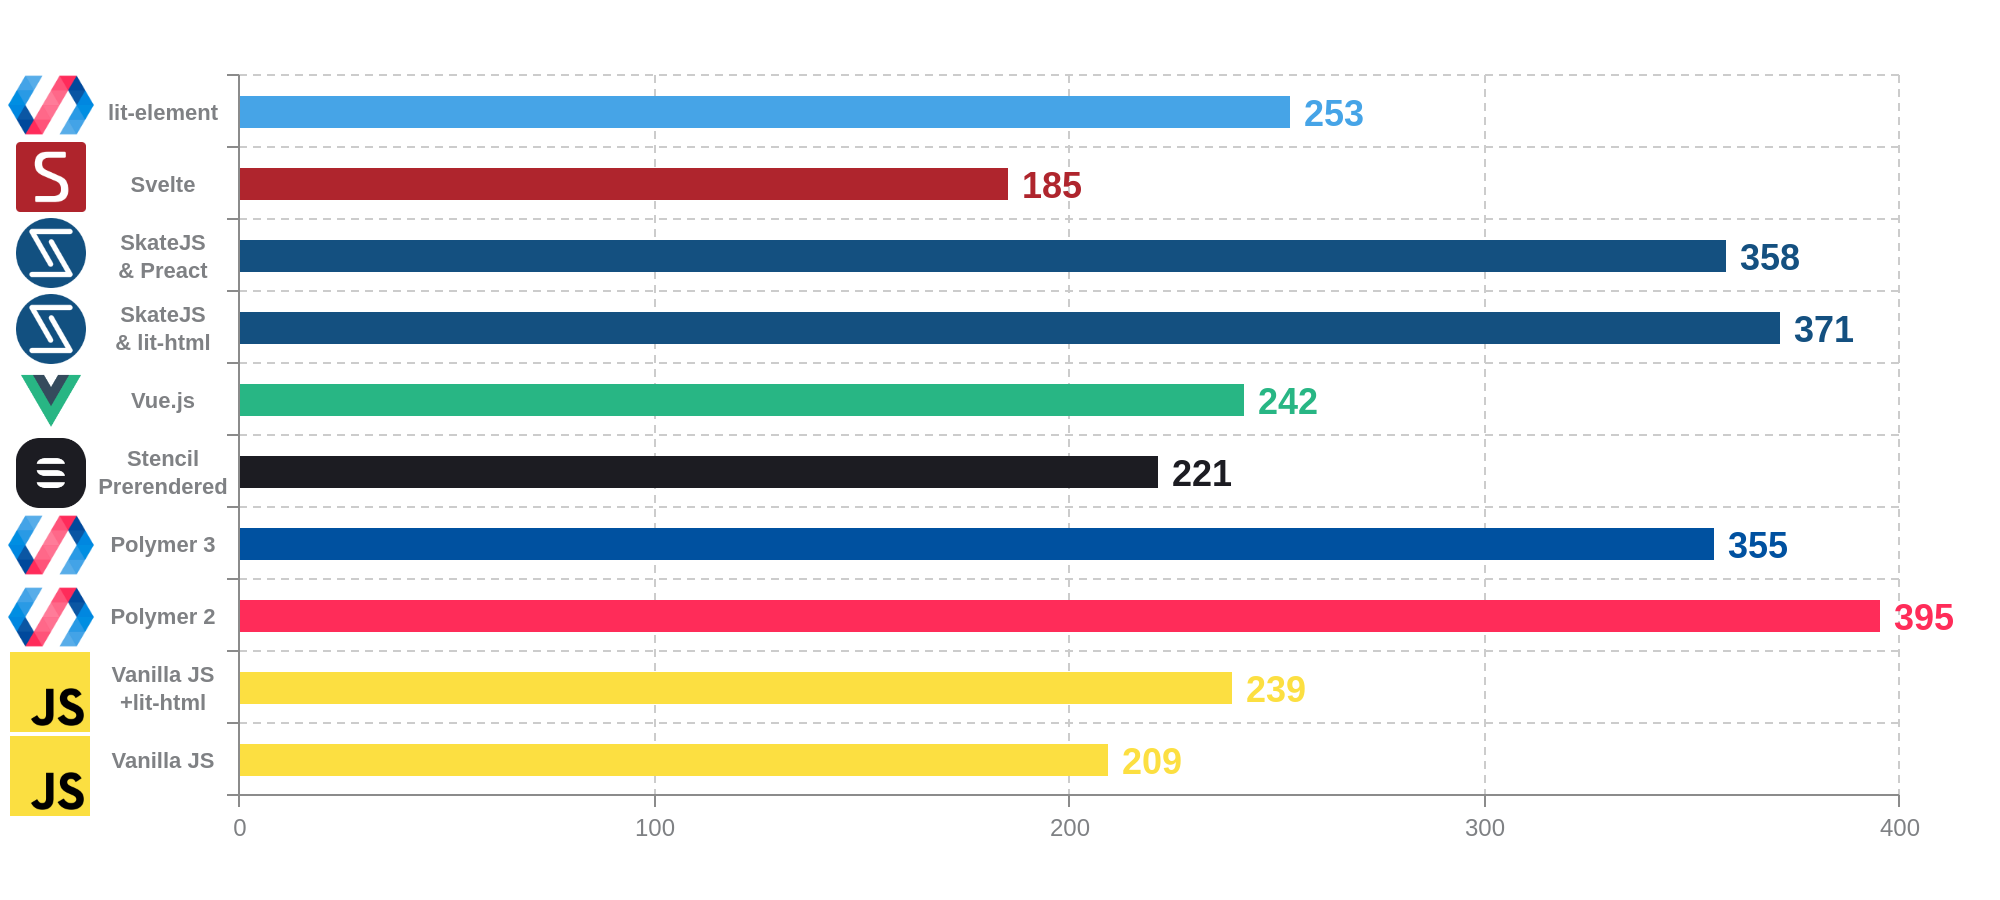 lit-element
253
S
Svelte
185
SkateJS
& Preact
358
SkateJS
& lit-html
371
Vue.js
242
Stencil
Prerendered
221
Polymer 3
355
Polymer 2
395
JS
Vanilla JS
+lit-html
239
JS
Vanilla JS
209
0 100 200 300 400